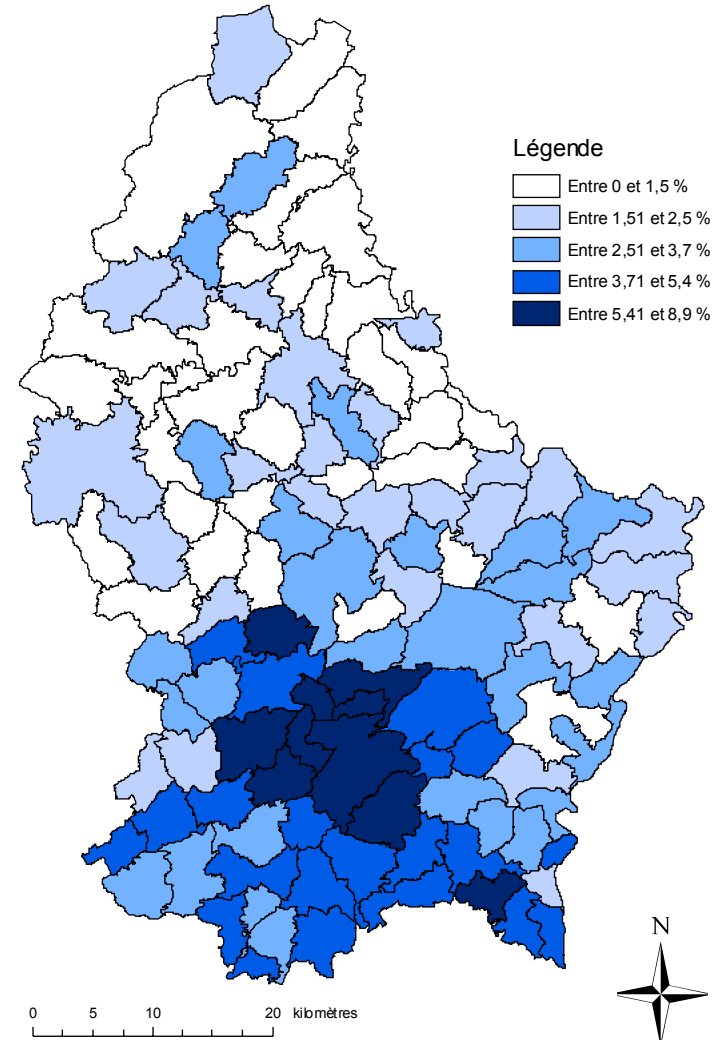 Légende
Entre 0 et 1,5 %
Entre 1,51 et 2,5 %
Entre 2,51 et 3,7 %
Entre 3,71 et 5,4 %
Entre 5,41 et 8,9 %
N
0 5 10 20 kilomètres